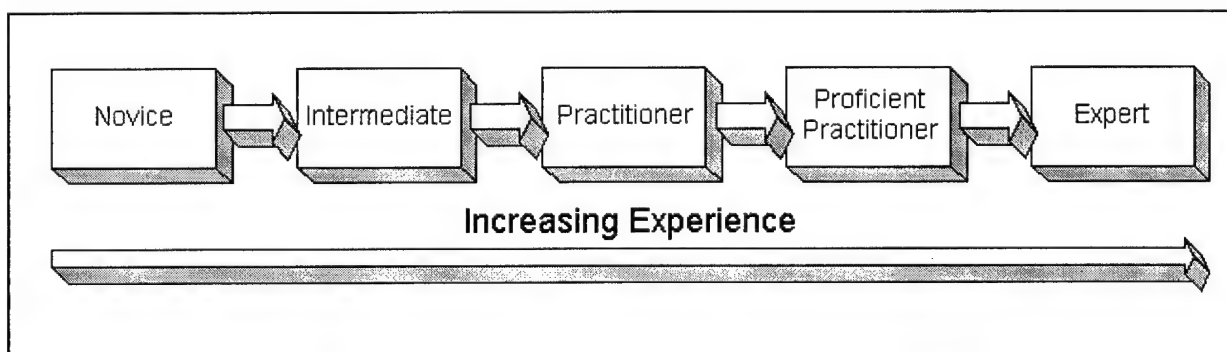 Novice
Intermediate
Practitioner
Proficient
Practitioner
Expert
Increasing Experience